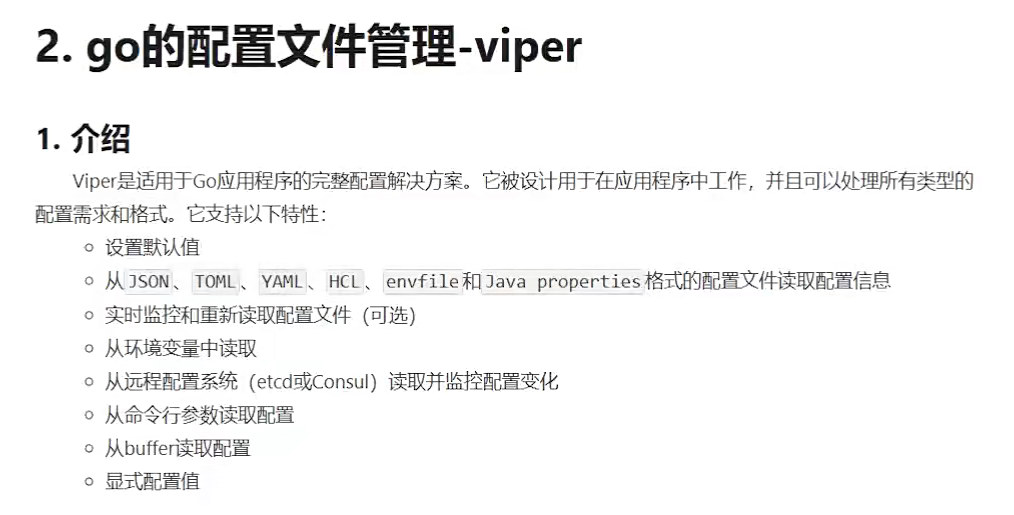 2. go的配置文件管理-viper
1. 介绍
Viper是适用于Go应用程序的完整配置解决方案。它被设计用于在应用程序中工作，并且可以处理所有类型的
配置需求和格式。它支持以下特性：
设置默认值
从JSON、TOML、YAML、HCL、envfile和Java properties格式的配置文件读取配置信息
实时监控和重新读取配置文件（可选）
从环境变量中读取
从远程配置系统（etcd或Consul）读取并监控配置变化
从命令行参数读取配置
从buffer读取配置
显式配置值